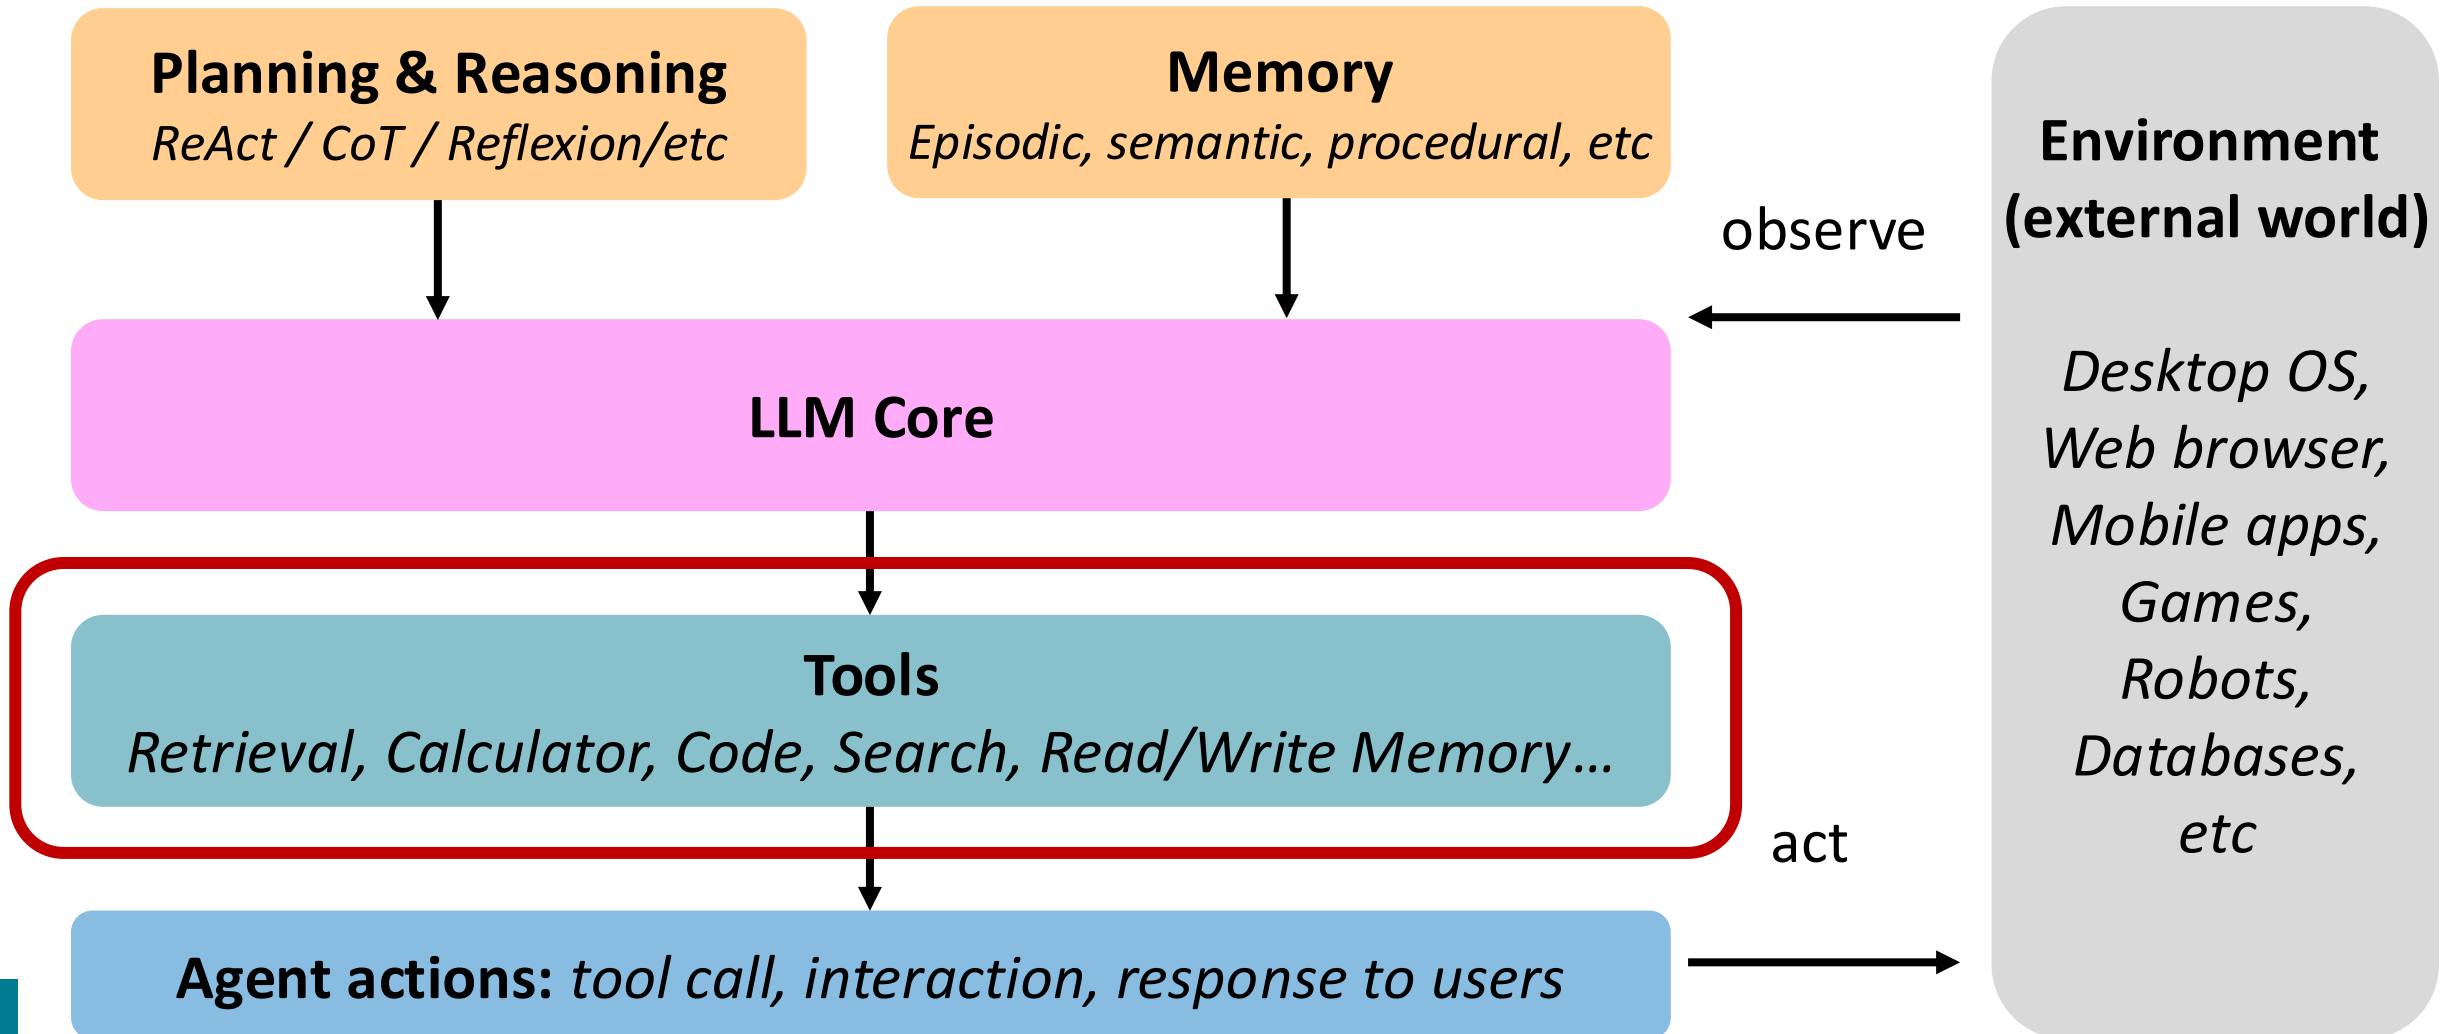 Planning & Reasoning
ReAct / CoT / Reflexion/etc
Memory
Episodic, semantic, procedural, etc
observe
Environment
(external world)
Desktop OS,
Web browser,
Mobile apps,
Games,
Robots,
Databases,
etc
LLM Core
Tools
Retrieval, Calculator, Code, Search, Read/Write Memory...
act
Agent actions: tool call, interaction, response to users